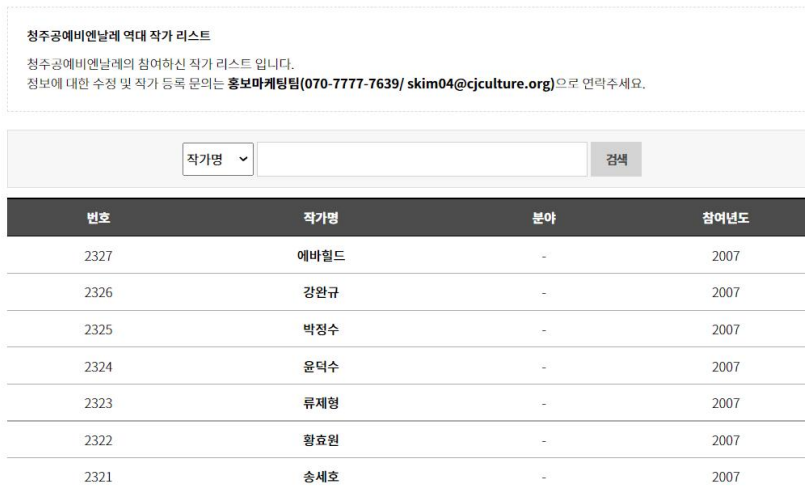 청주공예비엔날레 역대 작가 리스트
청주공예비엔날레의 참여하신 작가 리스트 입니다.
정보에 대한 수정 및 작가 등록 문의는 홍보마케팅팀(070-7777-7639/ skim04@cjculture.org)으로 연락주세요.
작가명 검색
번호 작가명 분야 참여년도
2327 에바힐드 - 2007
2326 강완규 - 2007
2325 박정수 - 2007
2324 윤덕수 - 2007
2323 류제형 - 2007
2322 황효원 - 2007
2321 송세호 - 2007